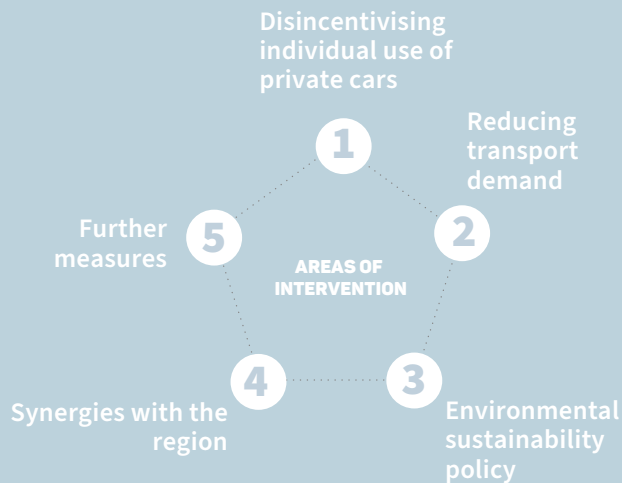 Disincentivising
individual use of
private cars
1
Reducing
transport
demand
2
Further
measures
5
AREAS OF
INTERVENTION
4
3
Synergies with the
region
Environmental
sustainability
policy